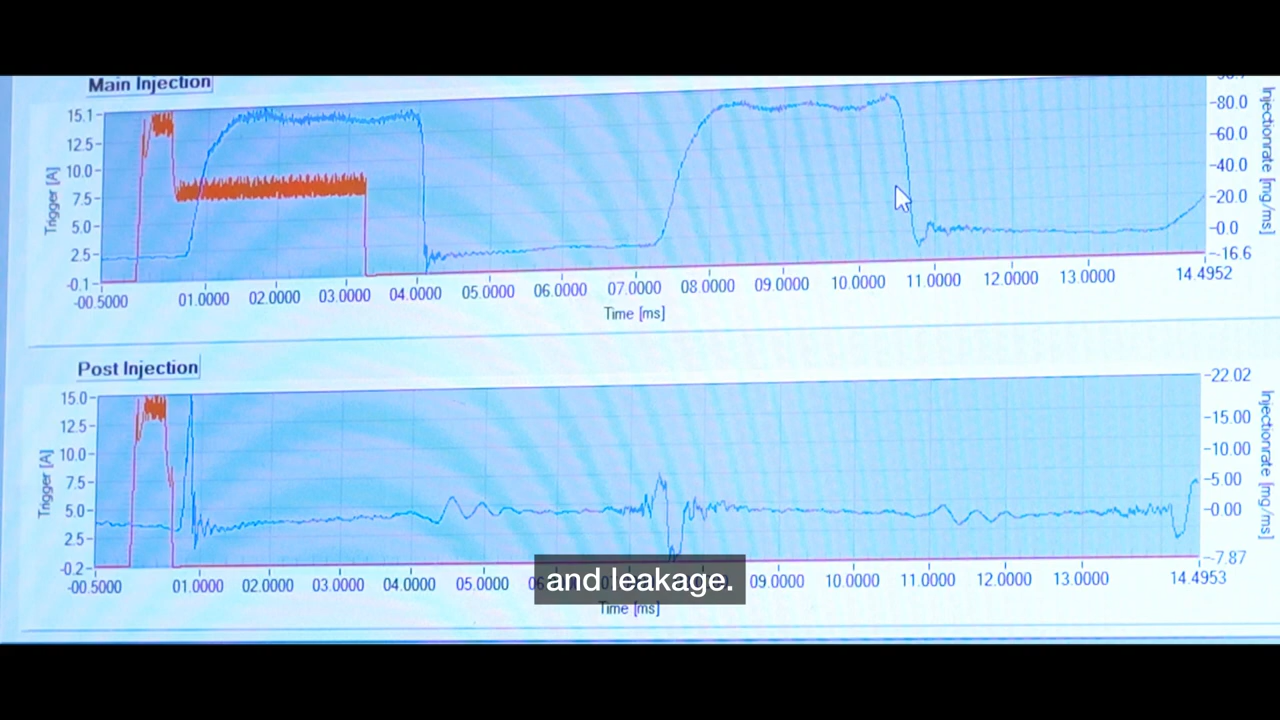 Main Injection
15.1
12.5
10.0
7.5
5.0
2.5
-0.1
Trigger [A]
-80.0
-60.0
-40.0
-20.0
-0.0
-16.6
Injectionrate [mg/ms]
-00.5000 01.0000 02.0000 03.0000 04.0000 05.0000 06.0000 07.0000 08.0000 09.0000 10.0000 11.0000 12.0000 13.0000 14.4952
Time [ms]
Post Injection
15.0
12.5
10.0
7.5
5.0
2.5
-0.2
Trigger [A]
-22.02
-15.00
-10.00
-5.00
-0.00
-7.87
Injectionrate [mg/ms]
-00.5000 01.0000 02.0000 03.0000 04.0000 05.0000 09.0000 10.0000 11.0000 12.0000 13.0000 14.4953
and leakage.
Time [ms]